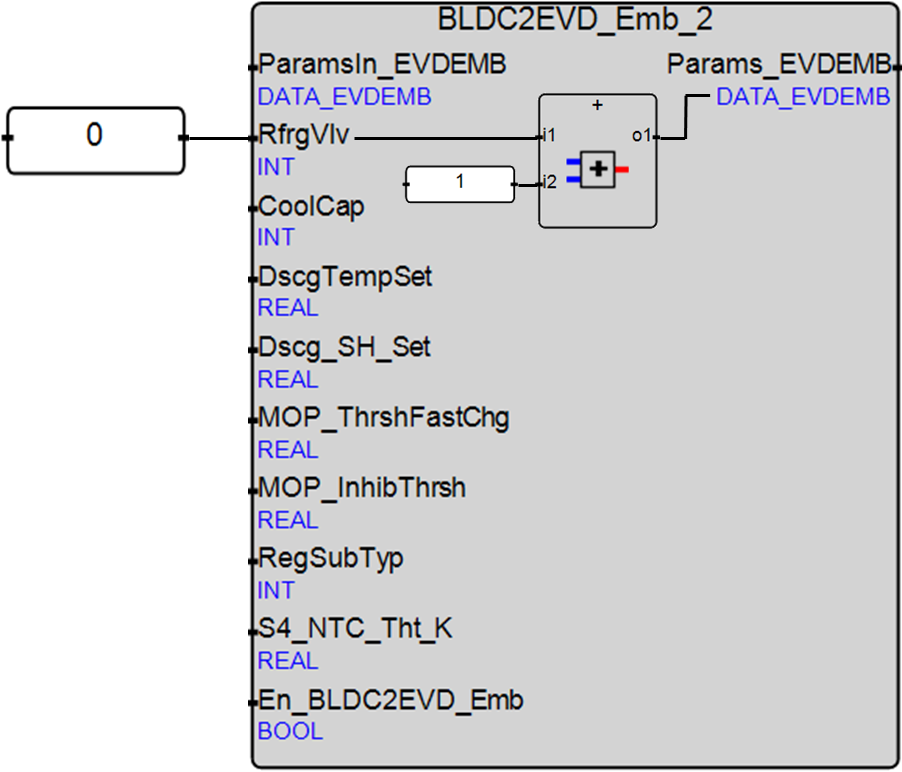 BLDC2EVD_Emb_2
ParamsIn_EVDEMB
DATA_EVDEMB
Params_EVDEMB
DATA_EVDEMB
0
RfrgVlv
INT
+
i1
o1
1
i2
+
CoolCap
INT
DscgTempSet
REAL
Dscg_SH_Set
REAL
MOP_ThrshFastChg
REAL
MOP_InhibThrsh
REAL
RegSubTyp
INT
S4_NTC_Tht_K
REAL
En_BLDC2EVD_Emb
BOOL